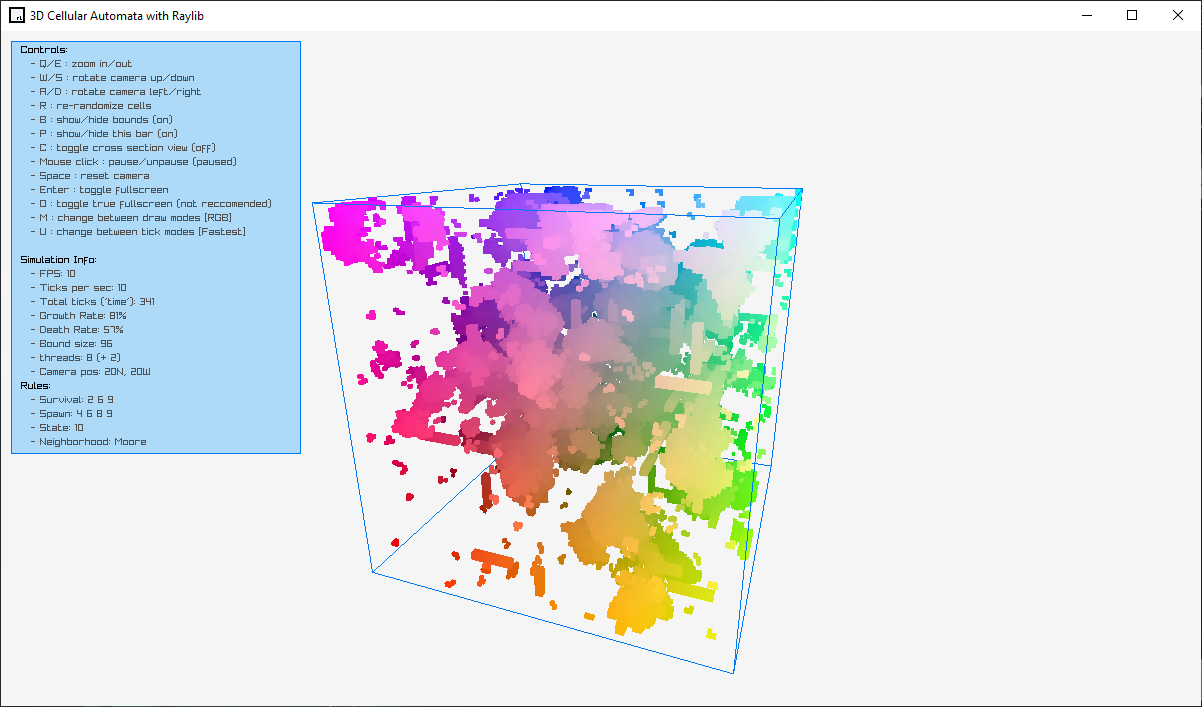 3D Cellular Automata with Raylib
Controls:
- Q/E : zoom in/out
- W/S : rotate camera up/down
- A/D : rotate camera left/right
- R : re-randomize cells
- B : show/hide bounds (on)
- P : show/hide this bar (on)
- C : toggle cross section view (off)
- Mouse click : pause/unpause (paused)
- Space : reset camera
- Enter : toggle fullscreen
- O : toggle true fullscreen (not reccomended)
- M : change between draw modes [RGB]
- U : change between tick modes [Fastest]
Simulation Info:
- FPS: 10
- Ticks per sec: 10
- Total ticks ('time'): 341
- Growth Rate: 81%
- Death Rate: 57%
- Bound size: 96
- threads: 8 (+ 2)
- Camera pos: 20N, 20W
Rules:
- Survival: 2 6 9
- Spawn: 4 6 8 9
- State: 10
- Neighborhood: Moore